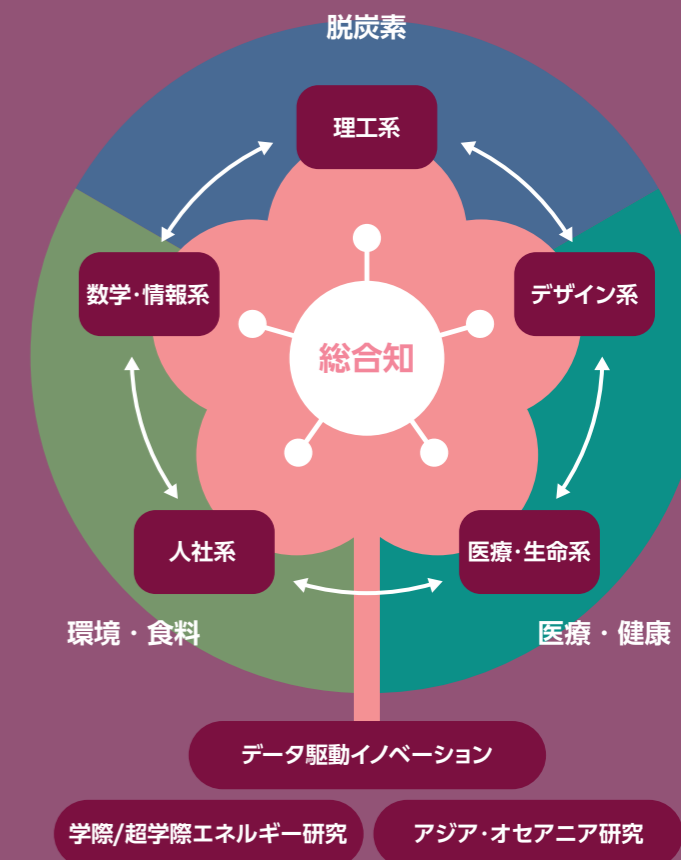 脱炭素
理工系
数学・情報系
デザイン系
総合知
人社系
医療・生命系
環境・食料
医療・健康
データ駆動イノベーション
学際/超学際エネルギー研究
アジア・オセアニア研究